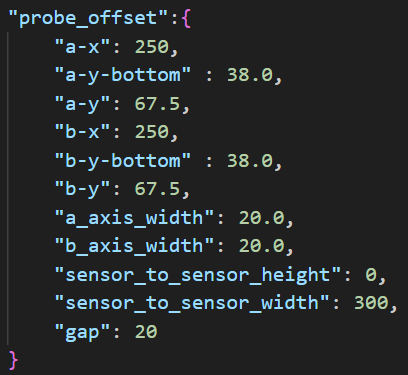 "probe_offset":{
"a-x": 250,
"a-y-bottom" : 38.0,
"a-y": 67.5,
"b-x": 250,
"b-y-bottom" : 38.0,
"b-y": 67.5,
"a_axis_width": 20.0,
"b_axis_width": 20.0,
"sensor_to_sensor_height": 0,
"sensor_to_sensor_width": 300,
"gap": 20
}